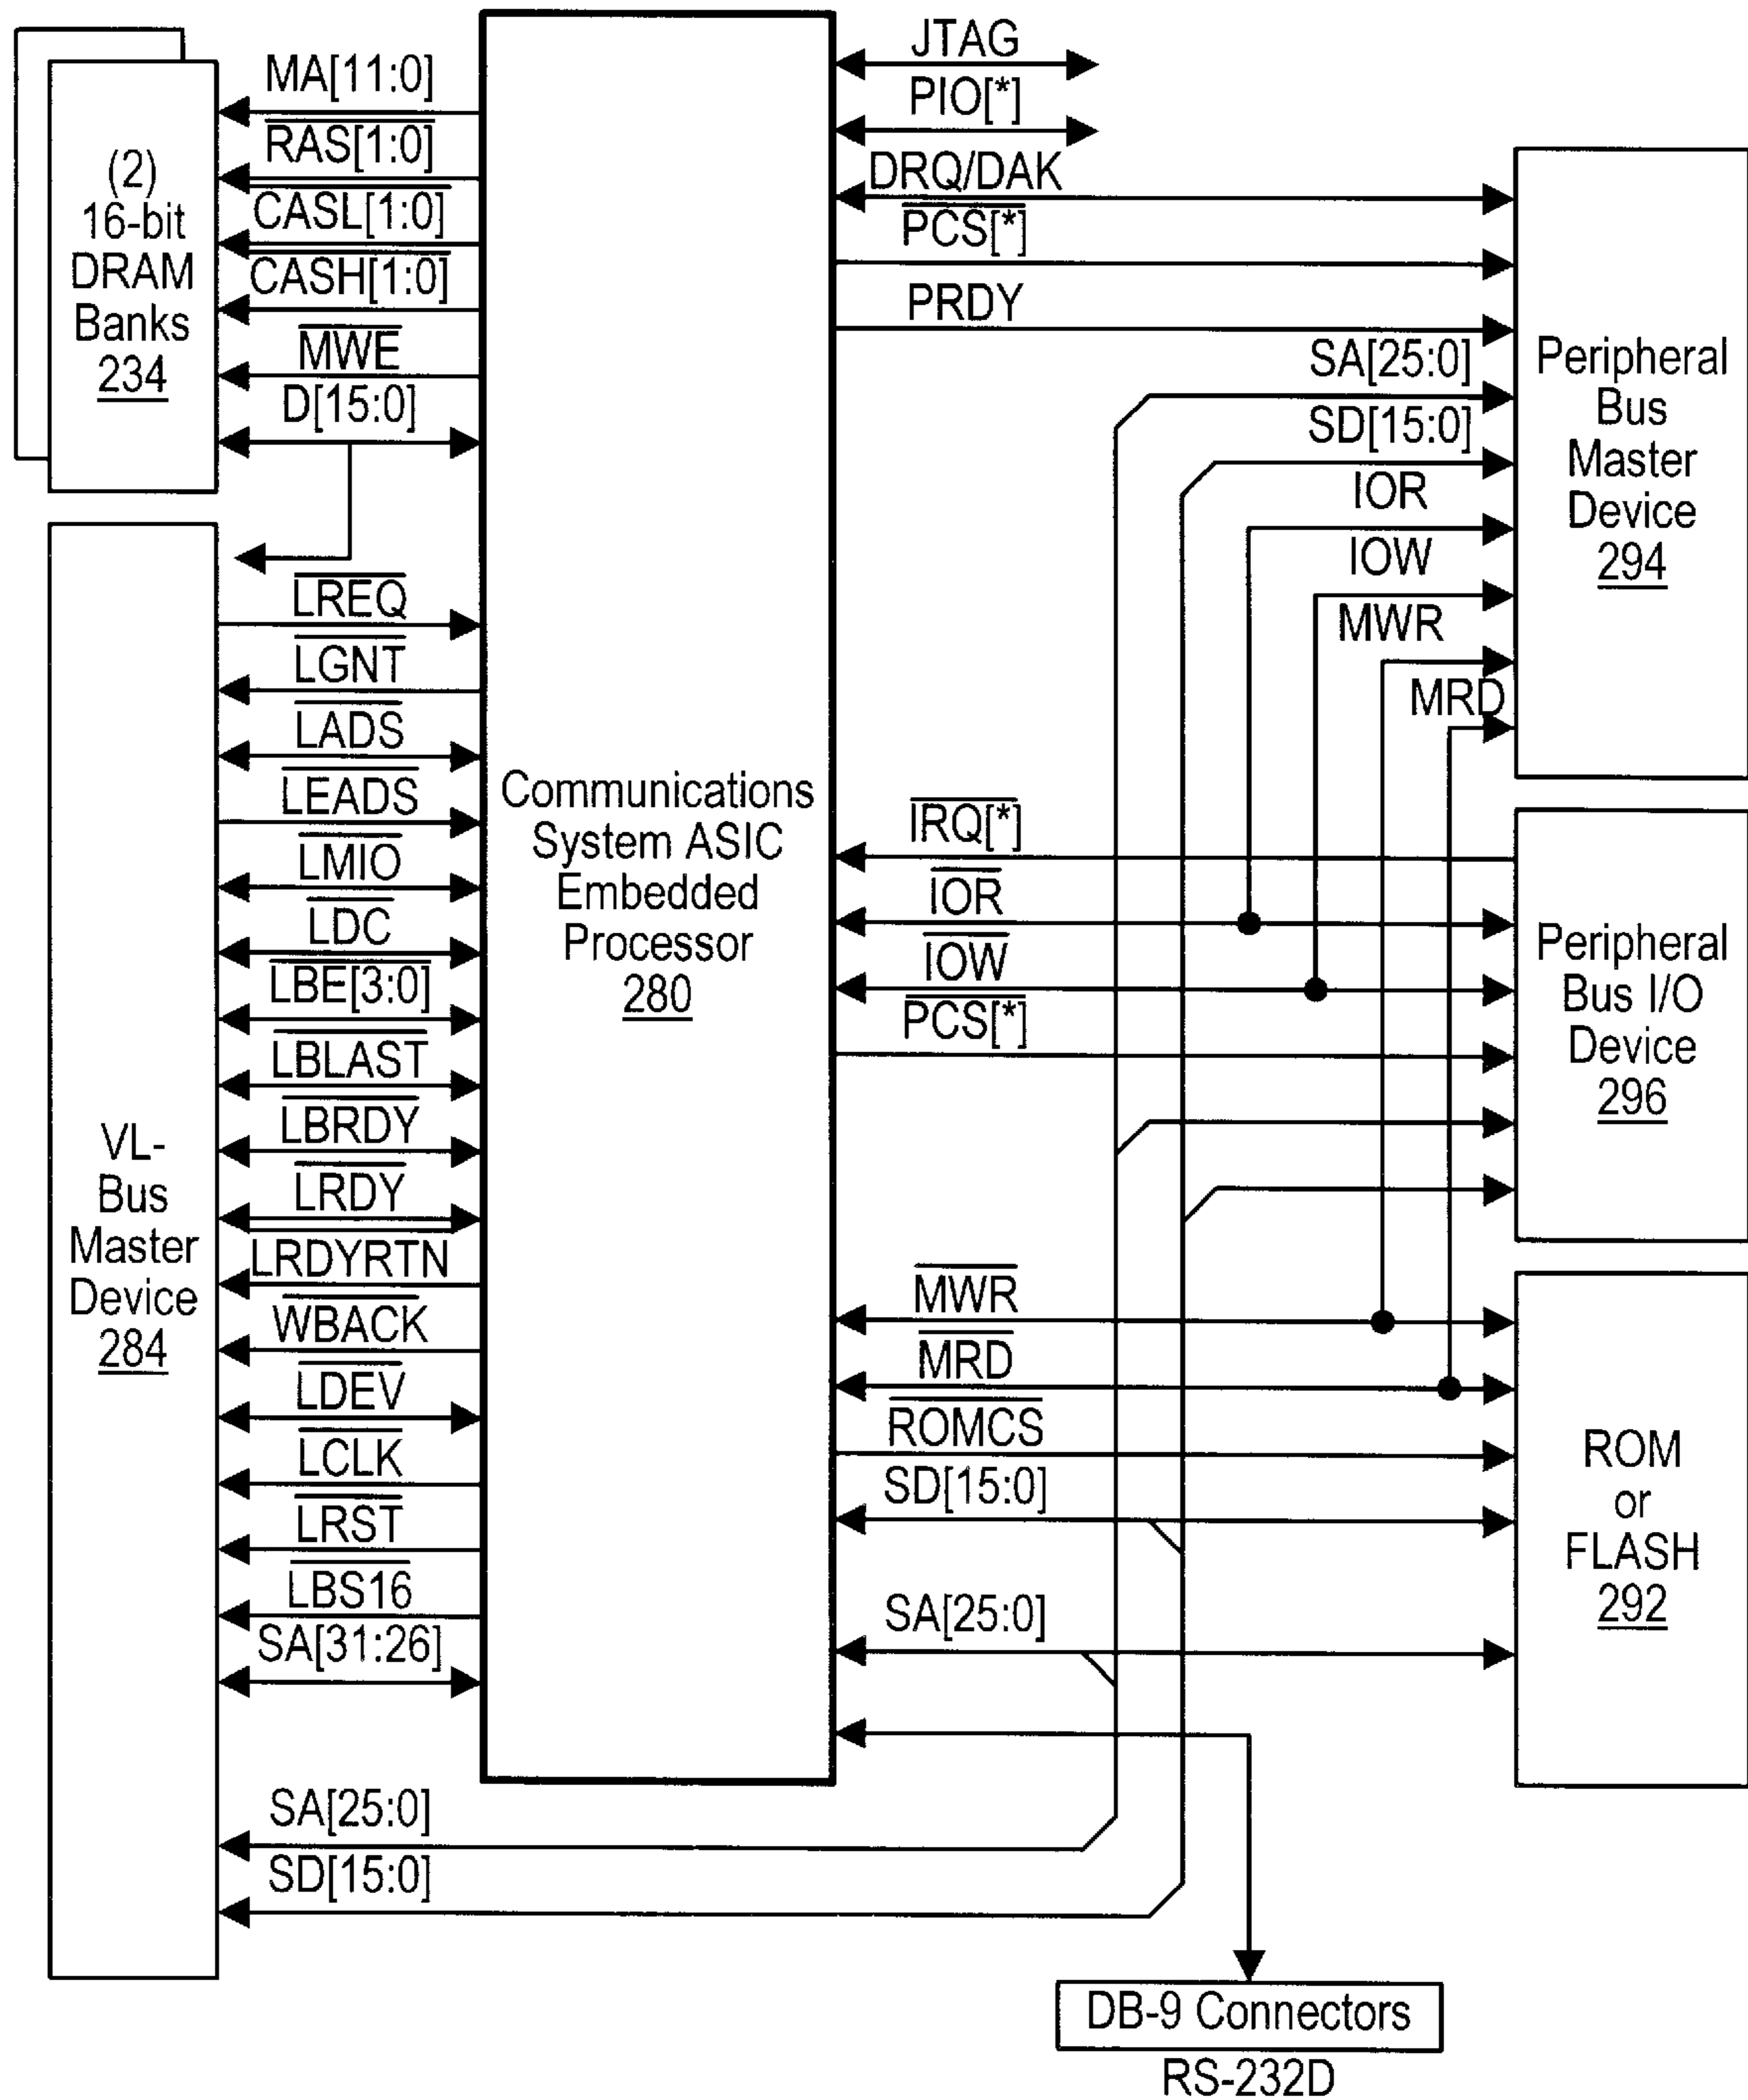 (2)
16-bit
DRAM
Banks
234
MA[11:0]
RAS[1:0]
CASL[1:0]
CASH[1:0]
MWE
D[15:0]
VL-
Bus
Master
Device
284
LREQ
LGNT
LADS
LEADS
LMIO
LDC
LBE[3:0]
LBLAST
LBRDY
LRDY
LRDYRTN
WBACK
LDEV
LCLK
LRST
LBS16
SA[31:26]
SA[25:0]
SD[15:0]
Communications
System ASIC
Embedded
Processor
280
JTAG
PIO[*]
DRQ/DAK
PCS[*]
PRDY
SA[25:0]
SD[15:0]
IOR
IOW
MWR
MRD
Peripheral
Bus
Master
Device
294
IRQ[*]
IOR
IOW
PCS[*]
Peripheral
Bus I/O
Device
296
MWR
MRD
ROMCS
SD[15:0]
SA[25:0]
ROM
or
FLASH
292
DB-9 Connectors
RS-232D